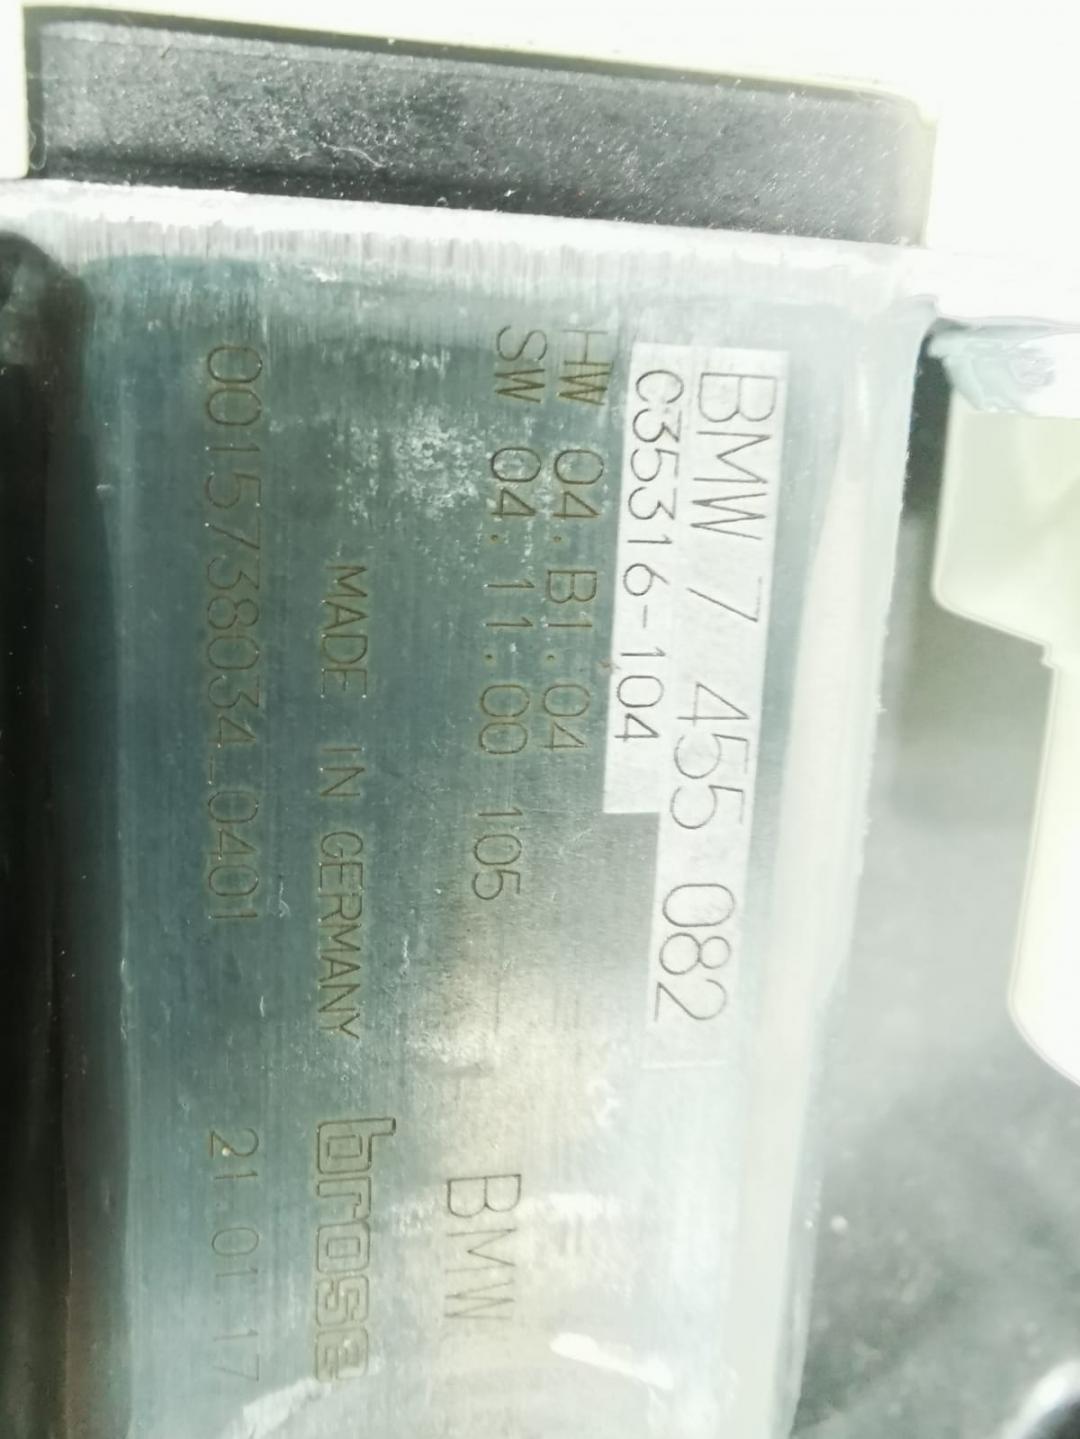 BMW 7 455 082
C35316-104
HW 04.B1.04
SW 04.11.00 105
BMW
MADE IN GERMANY brose
0015738034_0401 21.01.17